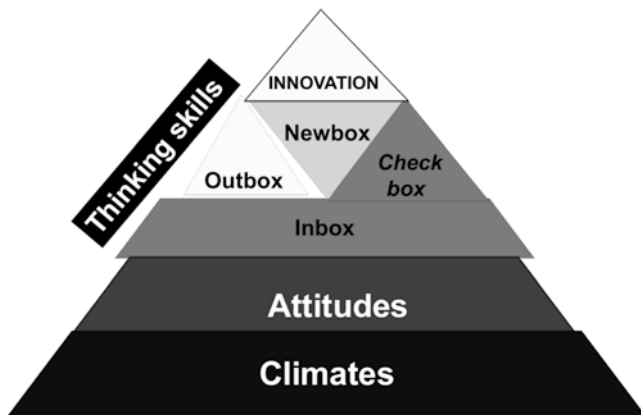 INNOVATION
Thinking skills
Newbox
Outbox
Check
box
Inbox
Attitudes
Climates